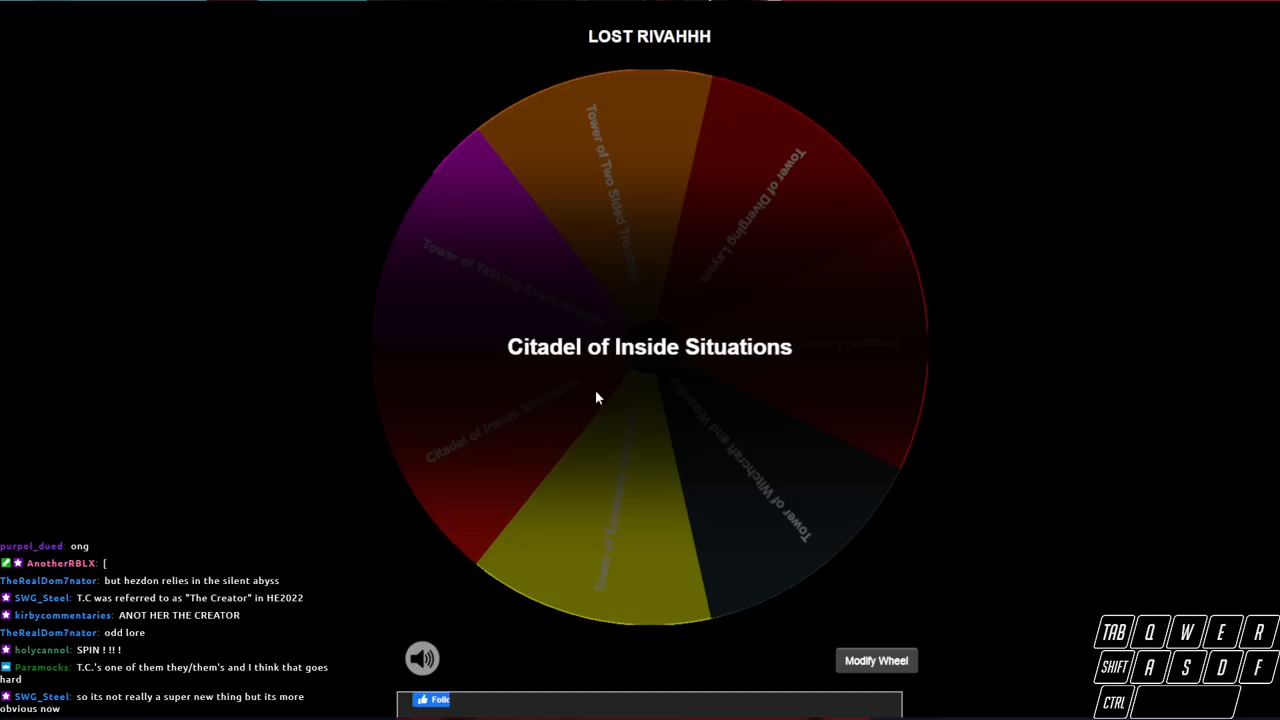 LOST RIVAHHH
Tower of Two Sided Trouble
Tower of Diverging Layers
Tower of Tallying Every
Citadel of Inside Situations
Citadel of Inside Situations
Tower of
Tower of Witchcraft and Wizardry
purpel_dued: ong
AnotherRBLX: [
TheRealDom7nator: but hezdon relies in the silent abyss
SWG_Steel: T.C was referred to as "The Creator" in HE2022
kirbycommentaries: ANOT HER THE CREATOR
TheRealDom7nator: odd lore
holycannol: SPIN ! !! !
Paramocks: T.C.'s one of them they/them's and I think that goes
hard
SWG_Steel: so its not really a super new thing but its more
obvious now
Modify Wheel
Follo
TAB Q W E R
SHIFT A S D F
CTRL